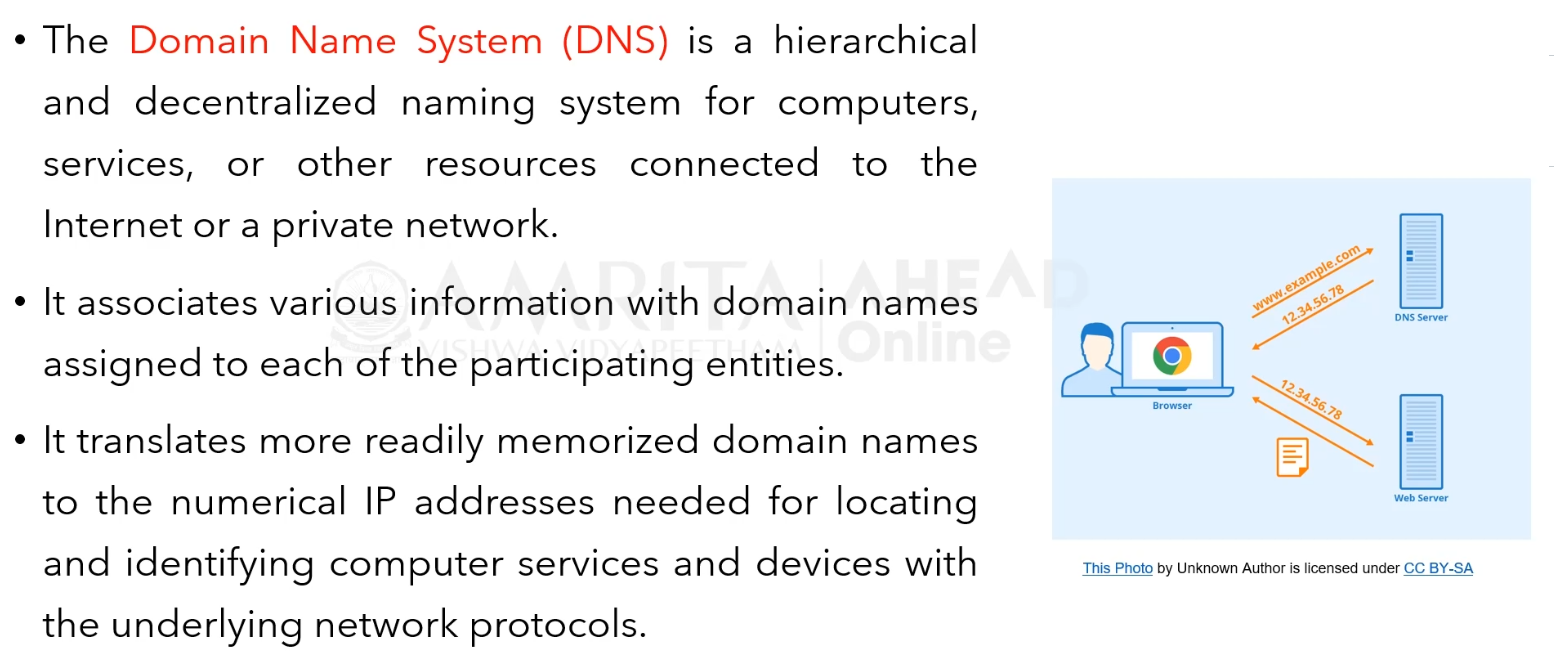 • The Domain Name System (DNS) is a hierarchical
and decentralized naming system for computers,
services, or other resources connected to the
Internet or a private network.
• It associates various information with domain names
assigned to each of the participating entities.
• It translates more readily memorized domain names
to the numerical IP addresses needed for locating
and identifying computer services and devices with
the underlying network protocols.
AMRITA
VISHWA VIDYAPEETHAM
AHEAD
Online
www.example.com
12.34.56.78
DNS Server
Browser
12.34.56.78
Web Server
This Photo by Unknown Author is licensed under CC BY-SA